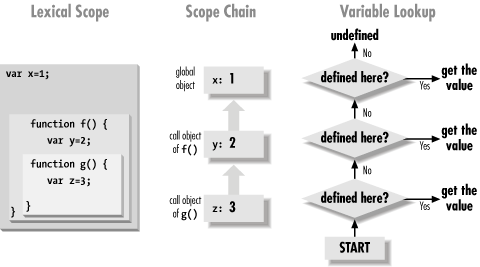 Lexical Scope
var x=1;
function f() {
var y=2;
function g() {
var z=3;
}
}
Scope Chain
global
object
x: 1
call object
of f()
y: 2
call object
of g()
z: 3
Variable Lookup
undefined
No
defined here?
Yes
get the
value
No
defined here?
Yes
get the
value
No
defined here?
Yes
get the
value
START